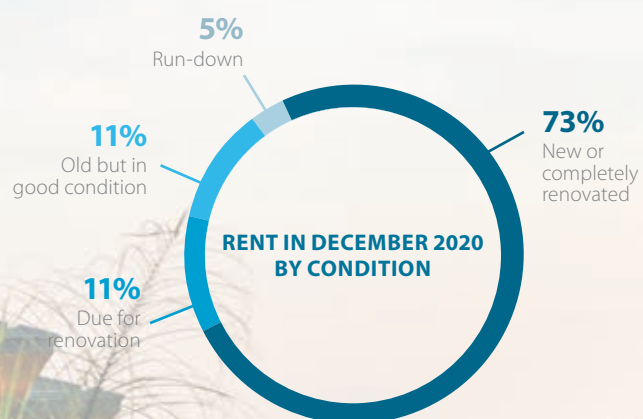 5%
Run-down
73%
New or
completely
renovated
11%
Old but in
good condition
RENT IN DECEMBER 2020
BY CONDITION
11%
Due for
renovation